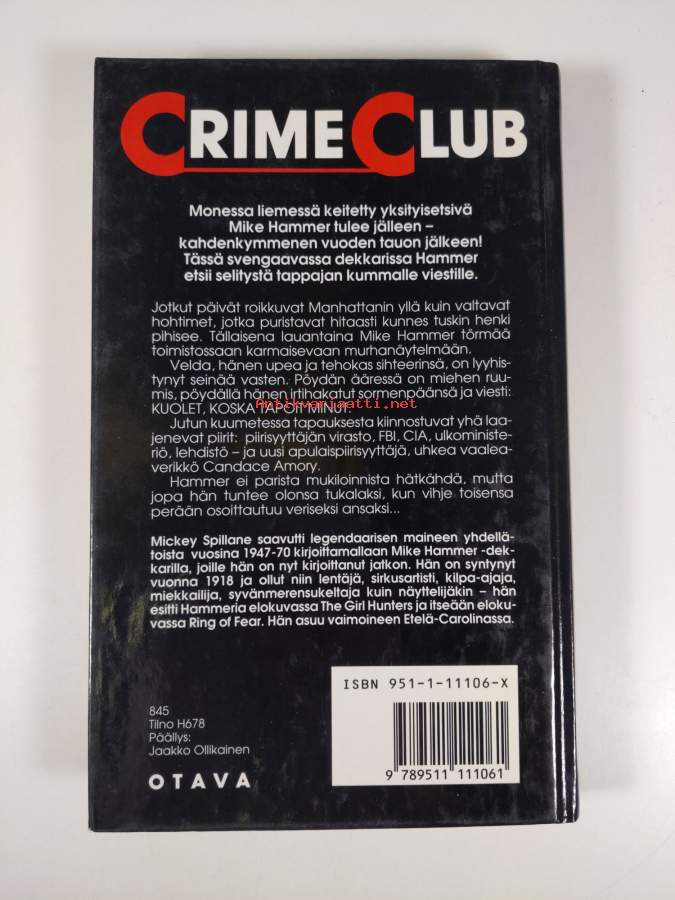 CRIME CLUB
Monessa liemessä keitetty yksityisetsivä
Mike Hammer tulee jälleen –
kahdenkymmenen vuoden tauon jälkeen!
Tässä svengaavassa dekkarissa Hammer
etsii selitystä tappajan kummalle viestille.
Jotkut päivät roikkuvat Manhattanin yllä kuin valtavat
hohtimet, jotka puristavat hitaasti kunnes tuskin henki
pihisee. Tällaisena lauantaina Mike Hammer törmää
toimistossaan karmaisevaan murhanäytelmään.
Velda, hänen upea ja tehokas sihteerinsä, on lyyhis-
tynyt seinää vasten. Pöydän ääressä on miehen ruu-
mis, pöydällä hänen irtihakatut sormenpäänsä ja viesti:
KUOLET, KOSKA TAPOIT MINUT.
Antikvariaatti.net
Jutun kuumetessa tapauksesta kiinnostuvat yhä laa-
jenevat piirit: piirisyyttäjän virasto, FBI, CIA, ulkoministe-
riö, lehdistö – ja uusi apulaispiirisyyttäjä, uhkea vaalea-
verikkö Candace Amory.
Hammer ei parista mukiloinnista hätkähdä, mutta
jopa hän tuntee olonsa tukalaksi, kun vihje toisensa
perään osoittautuu veriseksi ansaksi...
Mickey Spillane saavutti legendaarisen maineen yhdellä-
toista vuosina 1947-70 kirjoittamallaan Mike Hammer -dek-
karilla, joille hän on nyt kirjoittanut jatkon. Hän on syntynyt
vuonna 1918 ja ollut niin lentäjä, sirkusartisti, kilpa-ajaja,
miekkailija, syvänmerensukeltaja kuin näyttelijäkin – hän
esitti Hammeria elokuvassa The Girl Hunters ja itseään eloku-
vassa Ring of Fear. Hän asuu vaimoineen Etelä-Carolinassa.
ISBN 951-1-11106-X
9 789511 111061
845
Tilno H678
Päällys:
Jaakko Ollikainen
OTAVA